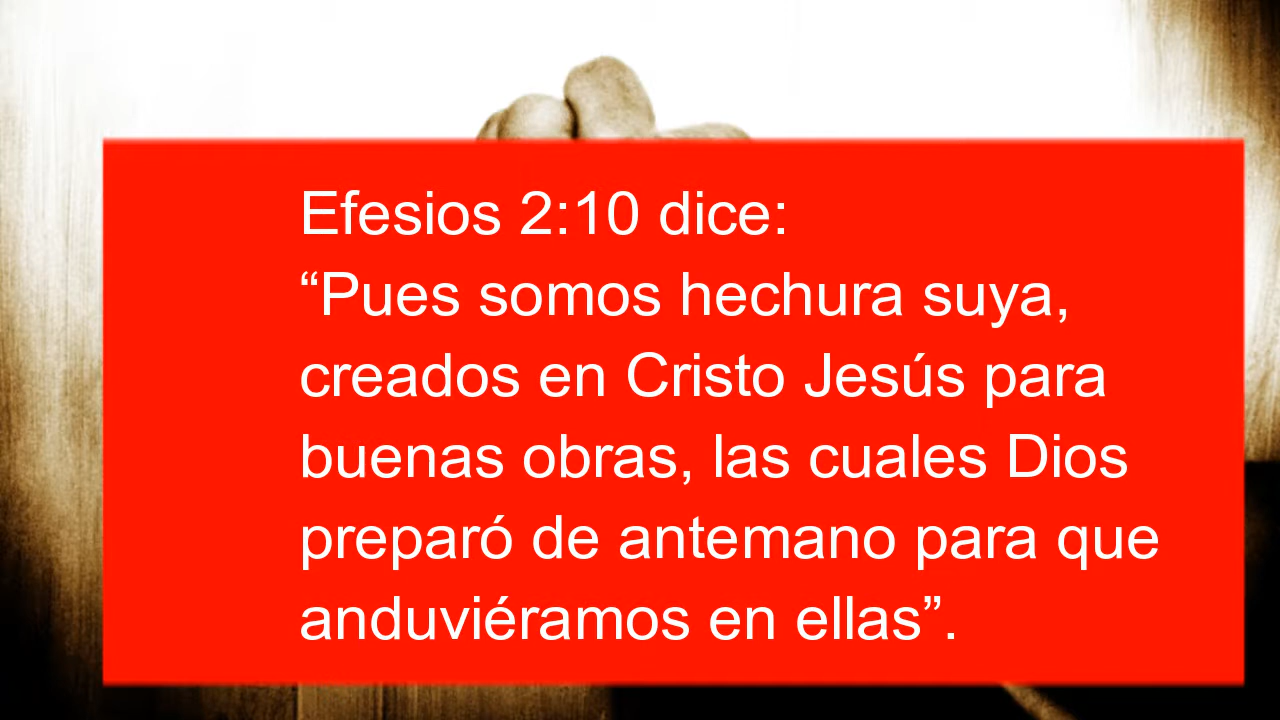 Efesios 2:10 dice:
“Pues somos hechura suya,
creados en Cristo Jesús para
buenas obras, las cuales Dios
preparó de antemano para que
anduviéramos en ellas”.